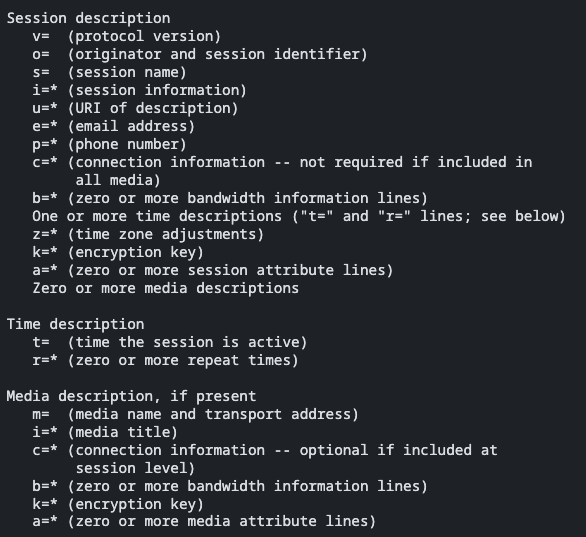 Session description
v=  (protocol version)
o=  (originator and session identifier)
s=  (session name)
i=* (session information)
u=* (URI of description)
e=* (email address)
p=* (phone number)
c=* (connection information -- not required if included in
all media)
b=* (zero or more bandwidth information lines)
One or more time descriptions ("t=" and "r=" lines; see below)
z=* (time zone adjustments)
k=* (encryption key)
a=* (zero or more session attribute lines)
Zero or more media descriptions
Time description
t=  (time the session is active)
r=* (zero or more repeat times)
Media description, if present
m=  (media name and transport address)
i=* (media title)
c=* (connection information -- optional if included at
session level)
b=* (zero or more bandwidth information lines)
k=* (encryption key)
a=* (zero or more media attribute lines)